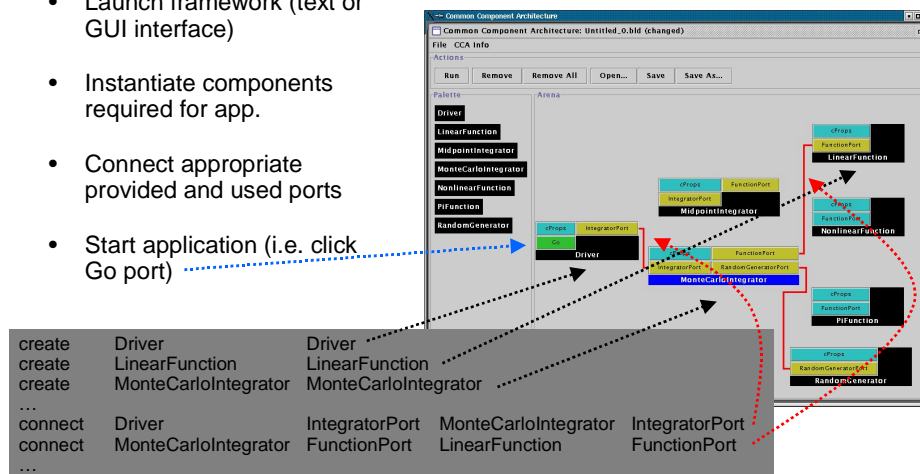 • Launch framework (text or
GUI interface)
• Instantiate components
required for app.
• Connect appropriate
provided and used ports
• Start application (i.e. click
Go port)
Common Component Architecture
Common Component Architecture: Untitled_0.bld (changed)
File CCA Info
Actions
Run Remove Remove All Open... Save Save As...
Palette
Driver
LinearFunction
MidpointIntegrator
MonteCarloIntegrator
NonlinearFunction
PiFunction
RandomGenerator
Arena
cProps
FunctionPort
LinearFunction
cProps FunctionPort
IntegratorPort
MidpointIntegrator
cProps
FunctionPort
NonlinearFunction
cProps IntegratorPort
Go
Driver
cProps FunctionPort
IntegratorPort RandomGeneratorPort
MonteCarloIntegrator
cProps
FunctionPort
PiFunction
cProps
RandomGeneratorPort
RandomGenerator
create Driver Driver
create LinearFunction LinearFunction
create MonteCarloIntegrator MonteCarloIntegrator
…
connect Driver IntegratorPort MonteCarloIntegrator IntegratorPort
connect MonteCarloIntegrator FunctionPort LinearFunction FunctionPort
…